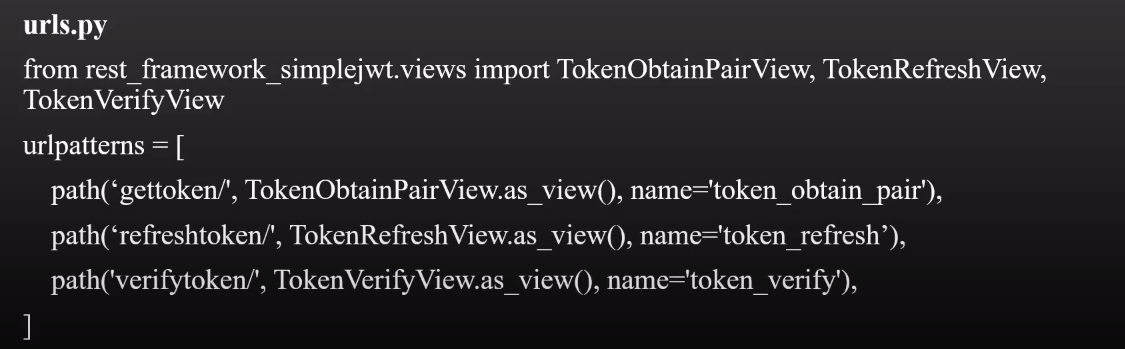 urls.py
from rest_framework_simplejwt.views import TokenObtainPairView, TokenRefreshView,
TokenVerifyView
urlpatterns = [
path(‘gettoken/', TokenObtainPairView.as_view(), name='token_obtain_pair'),
path(‘refreshtoken/', TokenRefreshView.as_view(), name='token_refresh’),
path('verifytoken/', TokenVerifyView.as_view(), name='token_verify'),
]